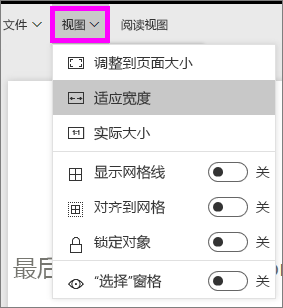 文件 视图 阅读视图
调整到页面大小
适应宽度
1:1 实际大小
显示网格线 关
对齐到网格 关
锁定对象 关
最后
“选择”窗格 关